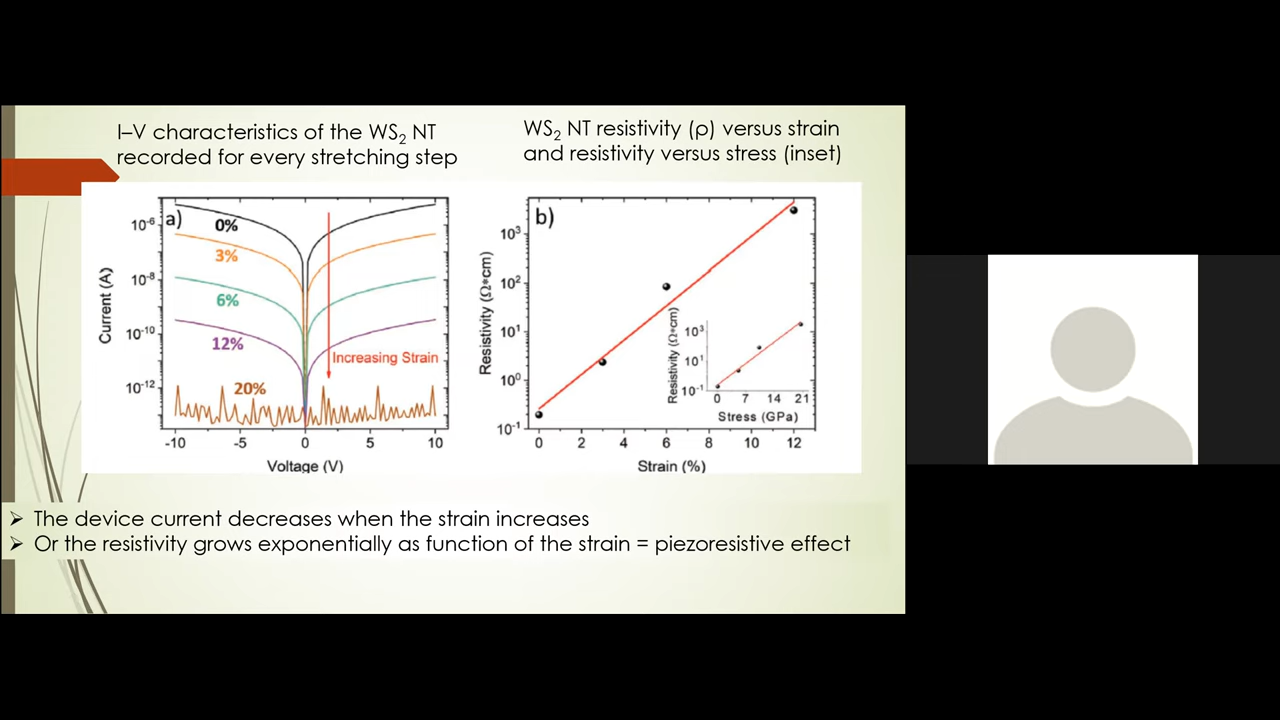 I–V characteristics of the WS₂ NT
recorded for every stretching step
WS₂ NT resistivity (ρ) versus strain
and resistivity versus stress (inset)
a)
0%
3%
6%
12%
20%
Increasing Strain
Current (A)
10⁻⁶
10⁻⁸
10⁻¹⁰
10⁻¹²
-10 -5 0 5 10
Voltage (V)
b)
Resistivity (Ω*cm)
10³
10²
10¹
10⁰
10⁻¹
0 2 4 6 8 10 12
Strain (%)
Resistivity (Ω*cm)
10³
10¹
10⁻¹
0 7 14 21
Stress (GPa)
➢ The device current decreases when the strain increases
➢ Or the resistivity grows exponentially as function of the strain = piezoresistive effect